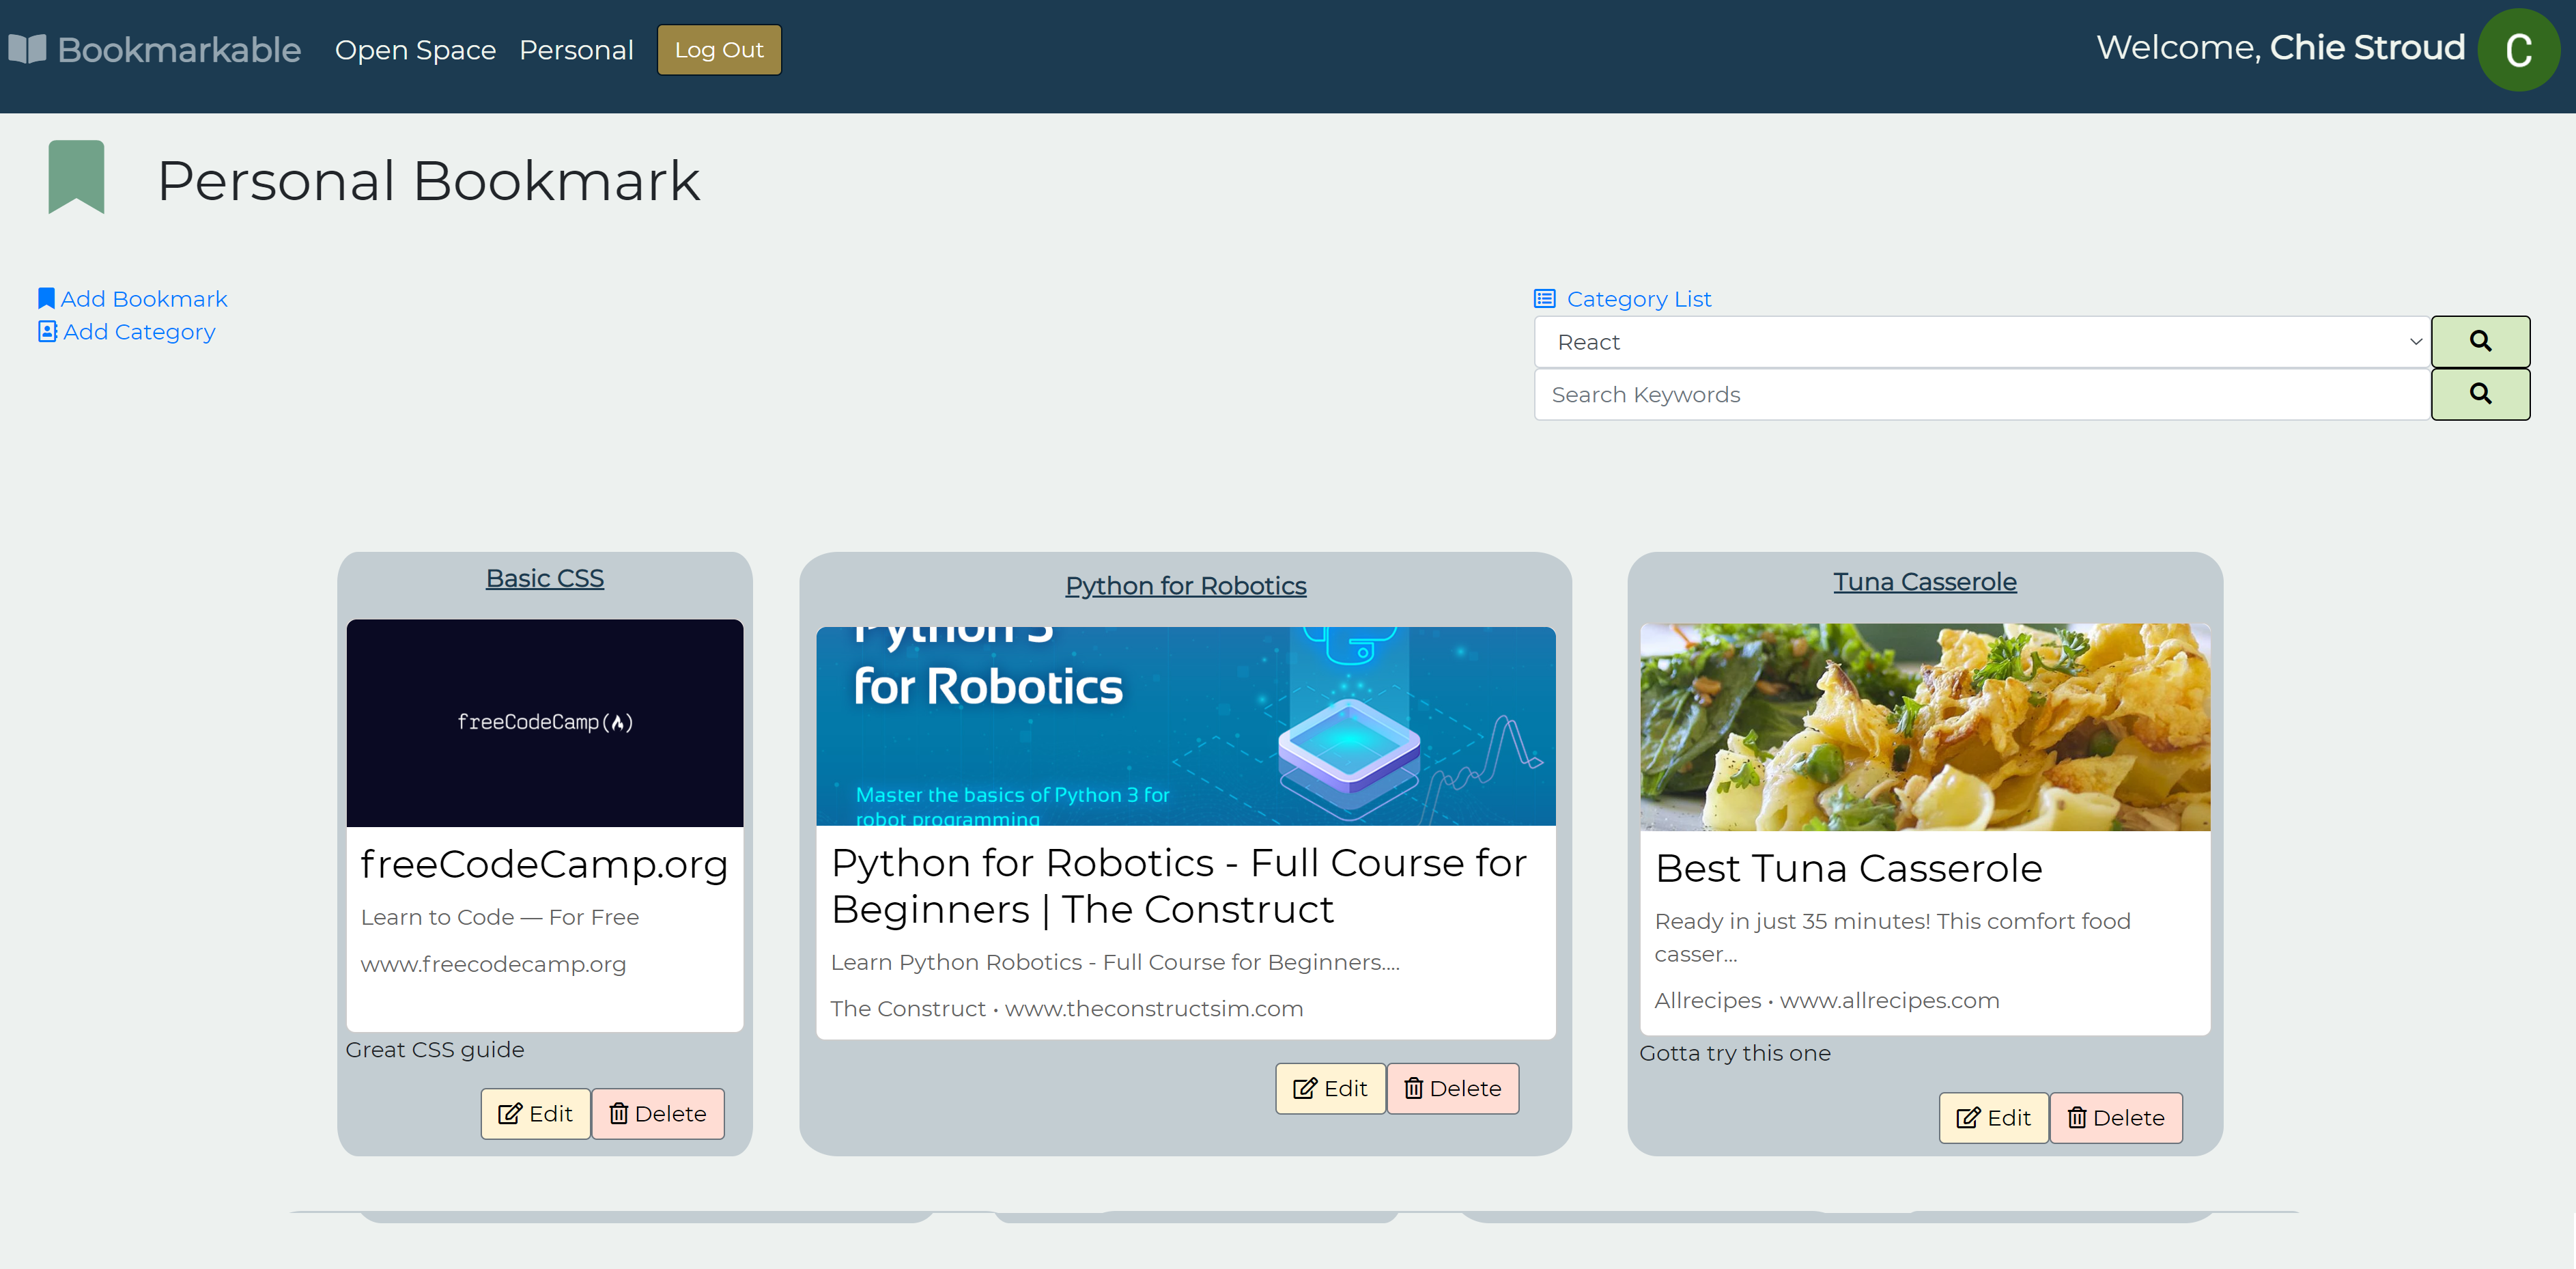 Bookmarkable Open Space Personal Log Out Welcome, Chie Stroud C
Personal Bookmark
Add Bookmark
Add Category
Category List
React
Search Keywords
Basic CSS
freeCodeCamp(🔥)
freeCodeCamp.org
Learn to Code — For Free
www.freecodecamp.org
Great CSS guide
Edit Delete
Python for Robotics
Python 3
for Robotics
Master the basics of Python 3 for
robot programming
Python for Robotics - Full Course for
Beginners | The Construct
Learn Python Robotics - Full Course for Beginners....
The Construct • www.theconstructsim.com
Edit Delete
Tuna Casserole
Best Tuna Casserole
Ready in just 35 minutes! This comfort food
casser...
Allrecipes • www.allrecipes.com
Gotta try this one
Edit Delete